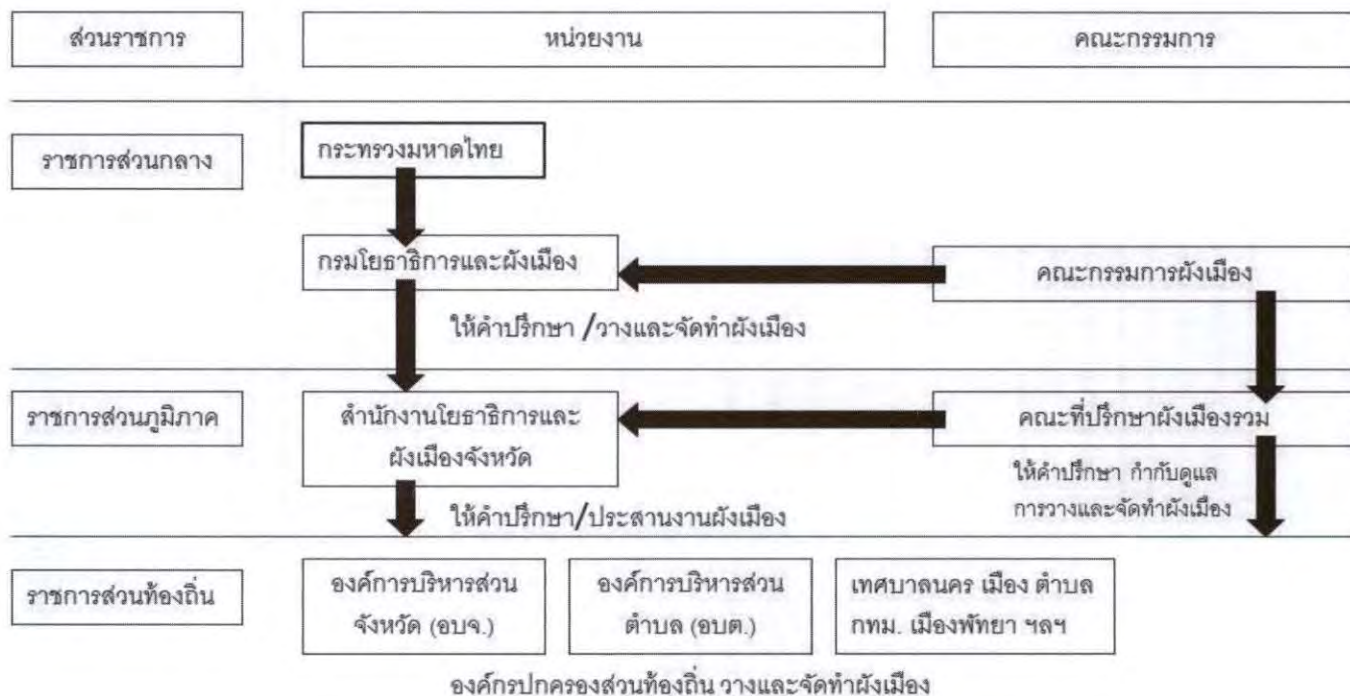 ส่วนราชการ
หน่วยงาน
คณะกรรมการ
ราชการส่วนกลาง
กระทรวงมหาดไทย
กรมโยธาธิการและผังเมือง
คณะกรรมการผังเมือง
ให้คำปรึกษา /วางและจัดทำผังเมือง
ราชการส่วนภูมิภาค
สำนักงานโยธาธิการและ
ผังเมืองจังหวัด
คณะที่ปรึกษาผังเมืองรวม
ให้คำปรึกษา กำกับดูแล
การวางและจัดทำผังเมือง
ให้คำปรึกษา/ประสานงานผังเมือง
ราชการส่วนท้องถิ่น
องค์การบริหารส่วน
จังหวัด (อบจ.)
องค์การบริหารส่วน
ตำบล (อบต.)
เทศบาลนคร เมือง ตำบล
กทม. เมืองพัทยา ฯลฯ
องค์กรปกครองส่วนท้องถิ่น วางและจัดทำผังเมือง